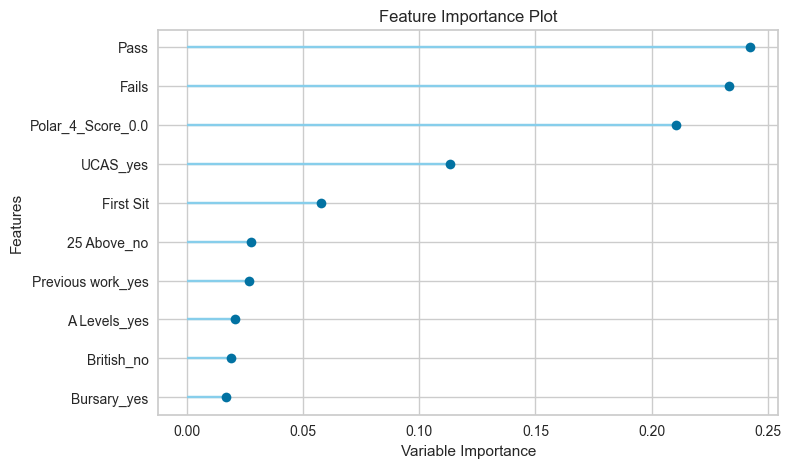 Feature Importance Plot
Pass
Fails
Polar_4_Score_0.0
UCAS_yes
First Sit
25 Above_no
Previous work_yes
A Levels_yes
British_no
Bursary_yes
Features
0.00 0.05 0.10 0.15 0.20 0.25
Variable Importance